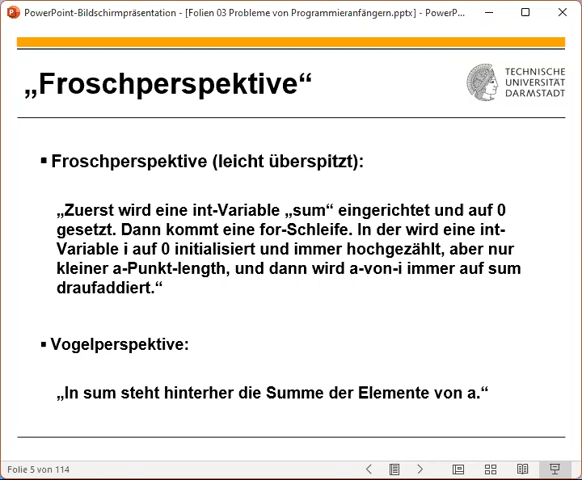 PowerPoint-Bildschirmpräsentation - [Folien 03 Probleme von Programmieranfängern.pptx] - PowerP...
„Froschperspektive“
TECHNISCHE
UNIVERSITÄT
DARMSTADT
▪ Froschperspektive (leicht überspitzt):
„Zuerst wird eine int-Variable „sum“ eingerichtet und auf 0
gesetzt. Dann kommt eine for-Schleife. In der wird eine int-
Variable i auf 0 initialisiert und immer hochgezählt, aber nur
kleiner a-Punkt-length, und dann wird a-von-i immer auf sum
draufaddiert.“
▪ Vogelperspektive:
„In sum steht hinterher die Summe der Elemente von a.“
Folie 5 von 114